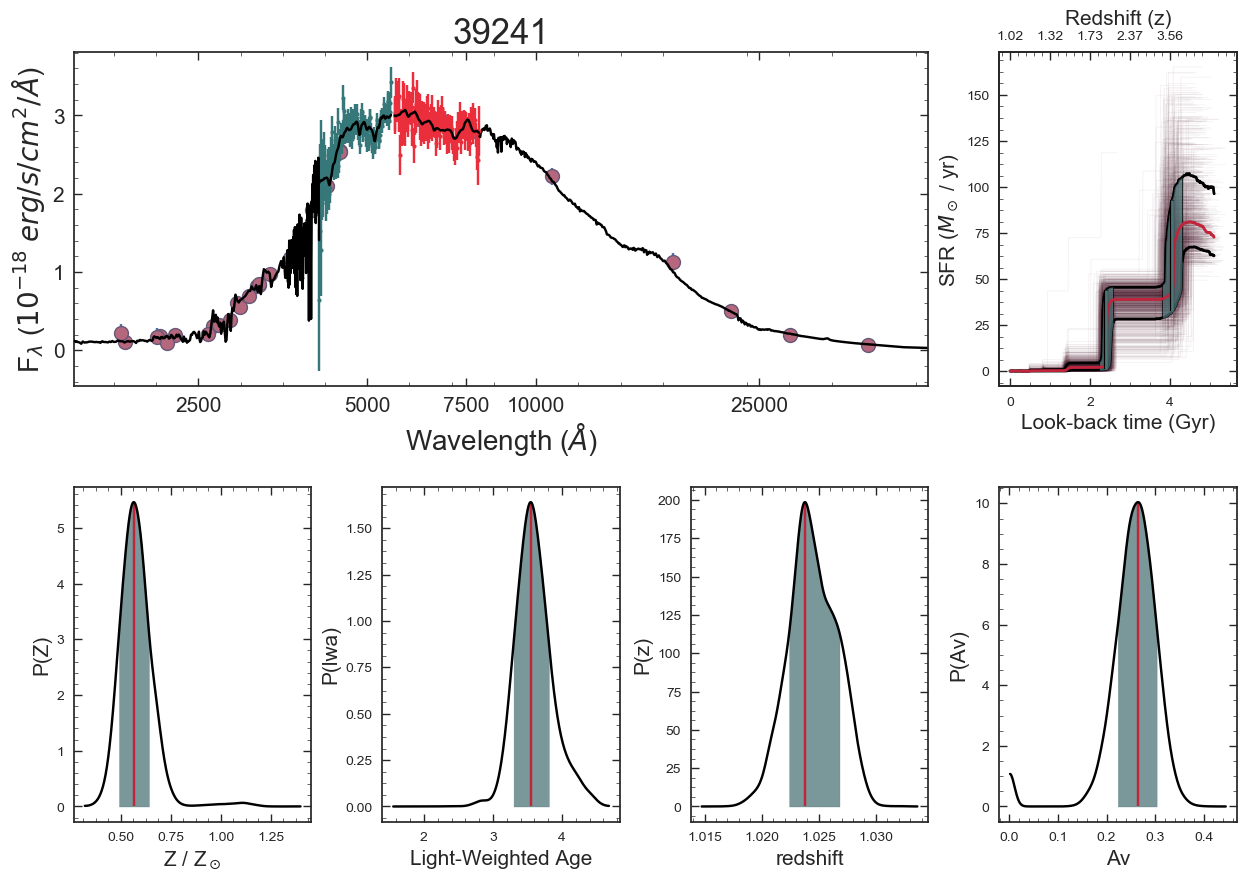 39241
F_λ (10^-18 erg/s/cm^2/Å)
3
2
1
0
2500 5000 7500 10000 25000
Wavelength (Å)
Redshift (z)
1.02 1.32 1.73 2.37 3.56
SFR (M_⊙ / yr)
150
125
100
75
50
25
0
0 2 4
Look-back time (Gyr)
P(Z)
5
4
3
2
1
0
0.50 0.75 1.00 1.25
Z / Z_⊙
P(lwa)
1.50
1.25
1.00
0.75
0.50
0.25
0.00
2 3 4
Light-Weighted Age
P(z)
200
175
150
125
100
75
50
25
0
1.015 1.020 1.025 1.030
redshift
P(Av)
10
8
6
4
2
0
0.0 0.1 0.2 0.3 0.4
Av